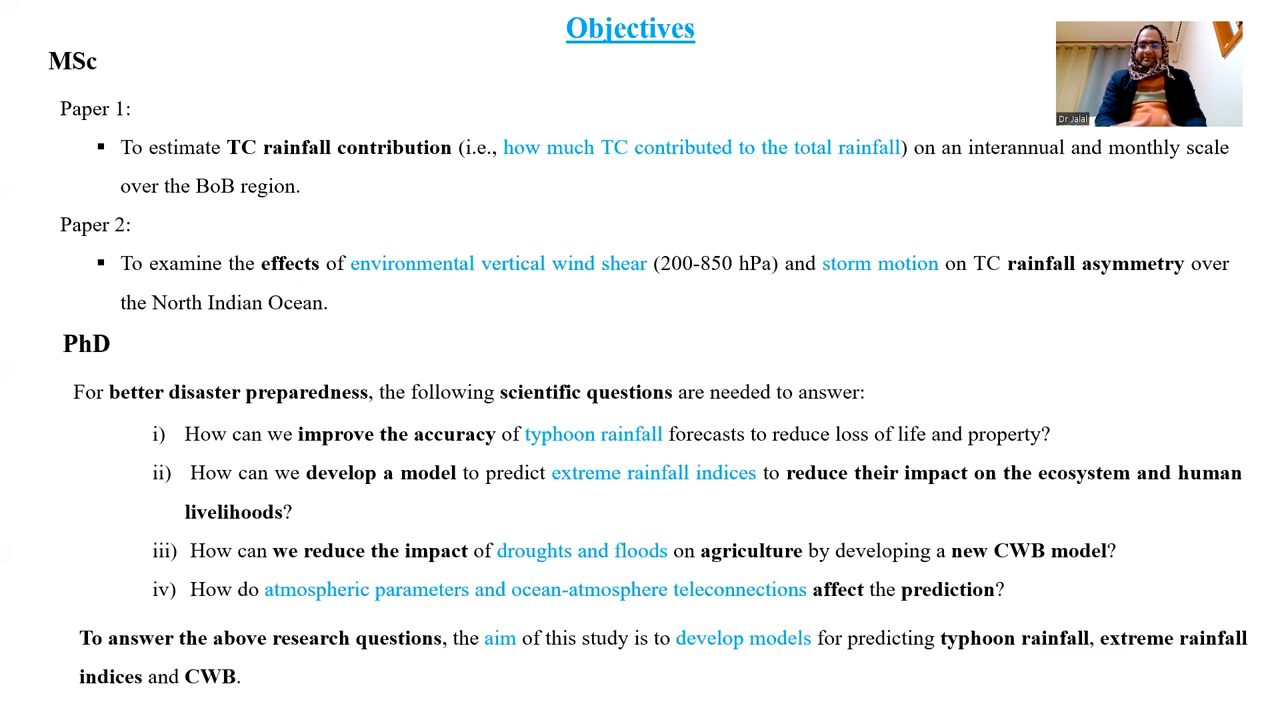 Objectives
MSc
Dr Jalal
Paper 1:
▪ To estimate TC rainfall contribution (i.e., how much TC contributed to the total rainfall) on an interannual and monthly scale
over the BoB region.
Paper 2:
▪ To examine the effects of environmental vertical wind shear (200-850 hPa) and storm motion on TC rainfall asymmetry over
the North Indian Ocean.
PhD
For better disaster preparedness, the following scientific questions are needed to answer:
i) How can we improve the accuracy of typhoon rainfall forecasts to reduce loss of life and property?
ii) How can we develop a model to predict extreme rainfall indices to reduce their impact on the ecosystem and human
livelihoods?
iii) How can we reduce the impact of droughts and floods on agriculture by developing a new CWB model?
iv) How do atmospheric parameters and ocean-atmosphere teleconnections affect the prediction?
To answer the above research questions, the aim of this study is to develop models for predicting typhoon rainfall, extreme rainfall
indices and CWB.